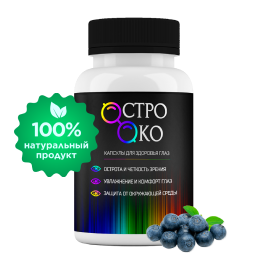 ОСТРО
ОКО
КАПСУЛЫ ДЛЯ ЗДОРОВЬЯ ГЛАЗ
ОСТРОТА И ЧЕТКОСТЬ ЗРЕНИЯ
УВЛАЖНЕНИЕ И КОМФОРТ ГЛАЗ
ЗАЩИТА ОТ ОКРУЖАЮЩЕЙ СРЕДЫ
100%
натуральный
продукт